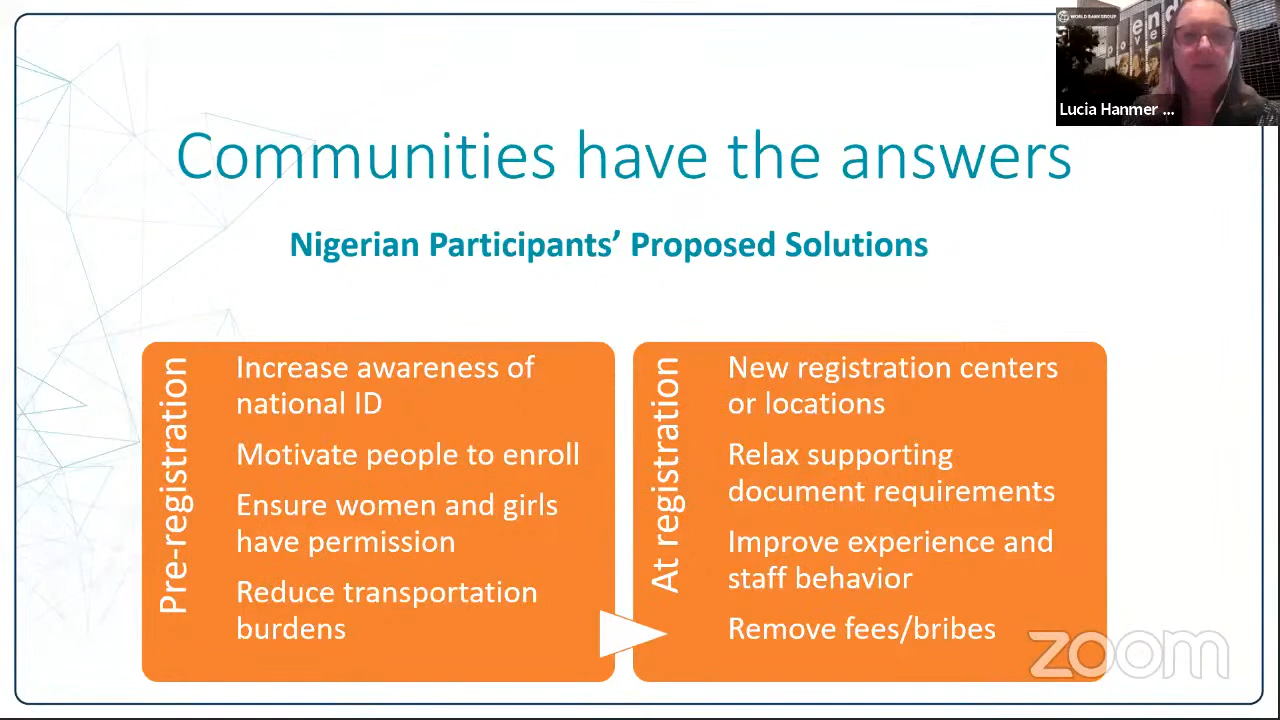 WORLD BANK GROUP
Lucia Hanmer ...
Communities have the answers
Nigerian Participants’ Proposed Solutions
Pre-registration
Increase awareness of
national ID
Motivate people to enroll
Ensure women and girls
have permission
Reduce transportation
burdens
At registration
New registration centers
or locations
Relax supporting
document requirements
Improve experience and
staff behavior
Remove fees/bribes
zoom